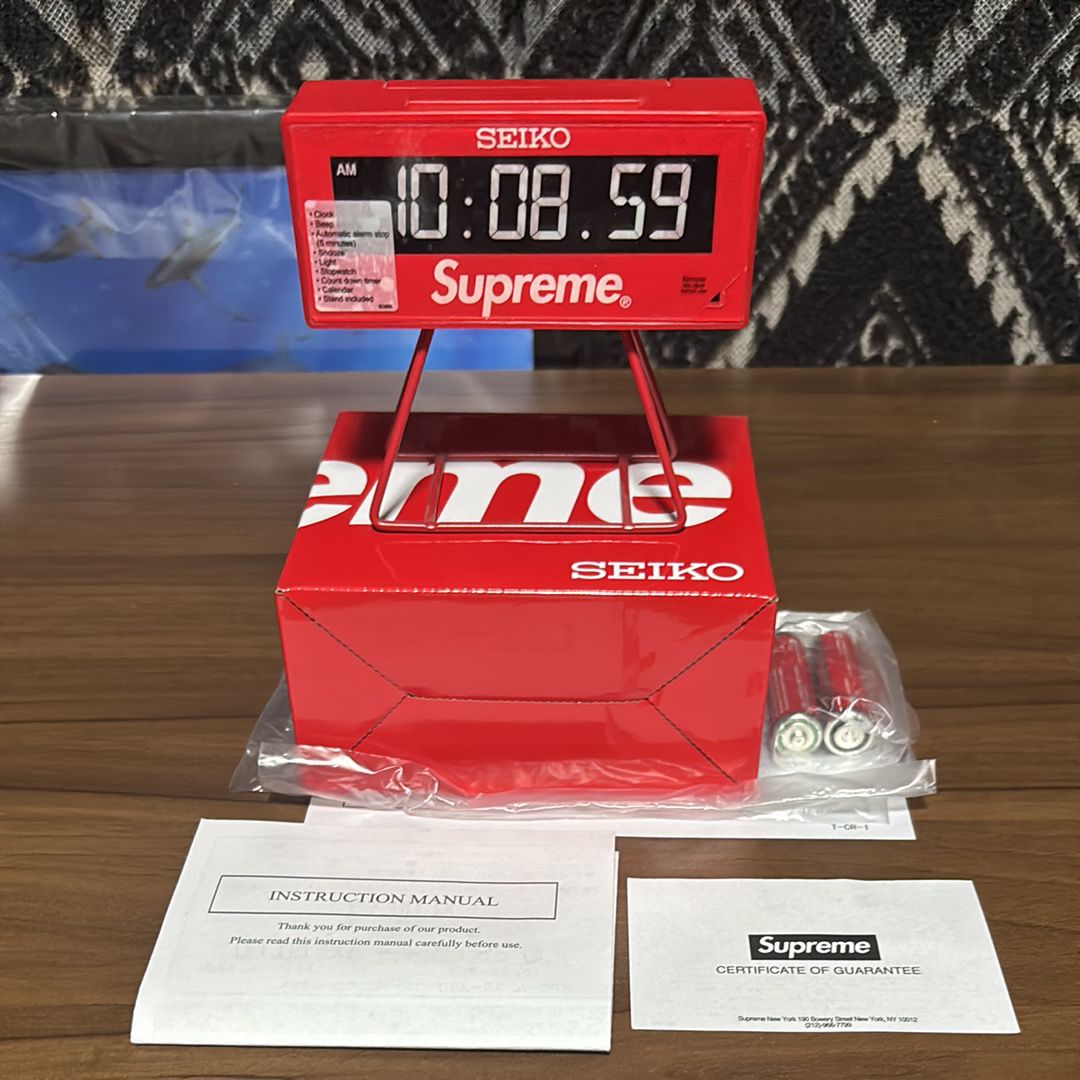 SEIKO
AM
10:08.59
• Clock
• Beep
• Automatic alarm stop
(5 minutes)
• Snooze
• Light
• Stopwatch
• Count down timer
• Calendar
• Stand included
Supreme®
eme
SEIKO
T-CR-1
INSTRUCTION MANUAL
Thank you for purchase of our product.
Please read this instruction manual carefully before use.
Supreme
CERTIFICATE OF GUARANTEE
Supreme New York 190 Bowery Street New York, NY 10012
(212)-966-7799